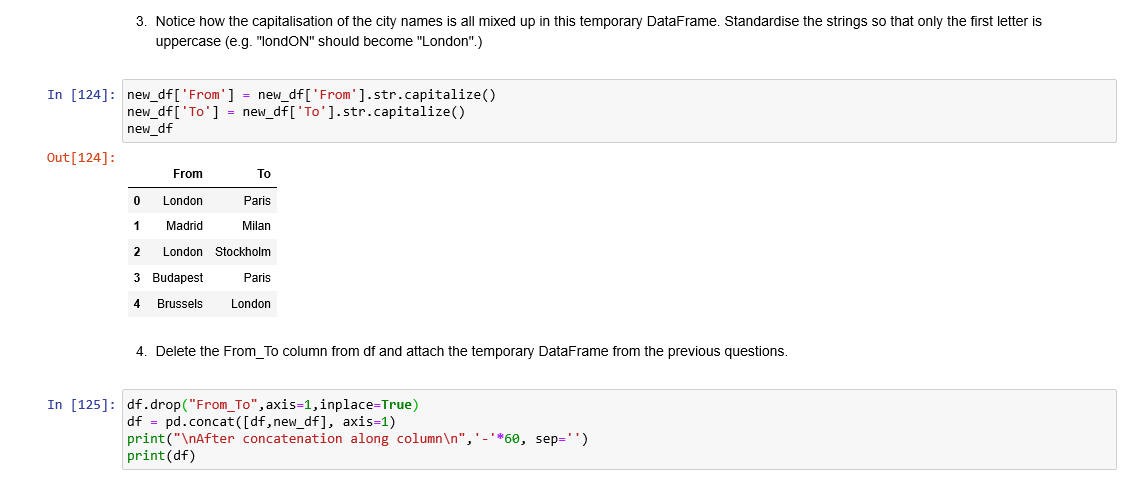 3. Notice how the capitalisation of the city names is all mixed up in this temporary DataFrame. Standardise the strings so that only the first letter is
uppercase (e.g. "londON" should become "London".)
In [124]: new_df['From'] = new_df['From'].str.capitalize()
new_df['To'] = new_df['To'].str.capitalize()
new_df
Out[124]:
From To
0 London Paris
1 Madrid Milan
2 London Stockholm
3 Budapest Paris
4 Brussels London
4. Delete the From_To column from df and attach the temporary DataFrame from the previous questions.
In [125]: df.drop("From_To",axis=1,inplace=True)
df = pd.concat([df,new_df], axis=1)
print("\nAfter concatenation along column\n",'-'*60, sep='')
print(df)